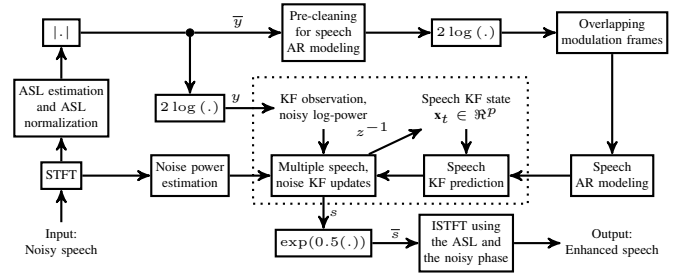 |.|
y̅
Pre-cleaning
for speech
AR modeling
2 log (.)
Overlapping
modulation frames
ASL estimation
and ASL
normalization
2 log (.)
y
KF observation,
noisy log-power
Speech KF state
x_t ∈ ℜ^p
z^−1
STFT
Noise power
estimation
Multiple speech,
noise KF updates
Speech
KF prediction
Speech
AR modeling
Input:
Noisy speech
s
exp(0.5(.))
s̅
ISTFT using
the ASL and
the noisy phase
Output:
Enhanced speech